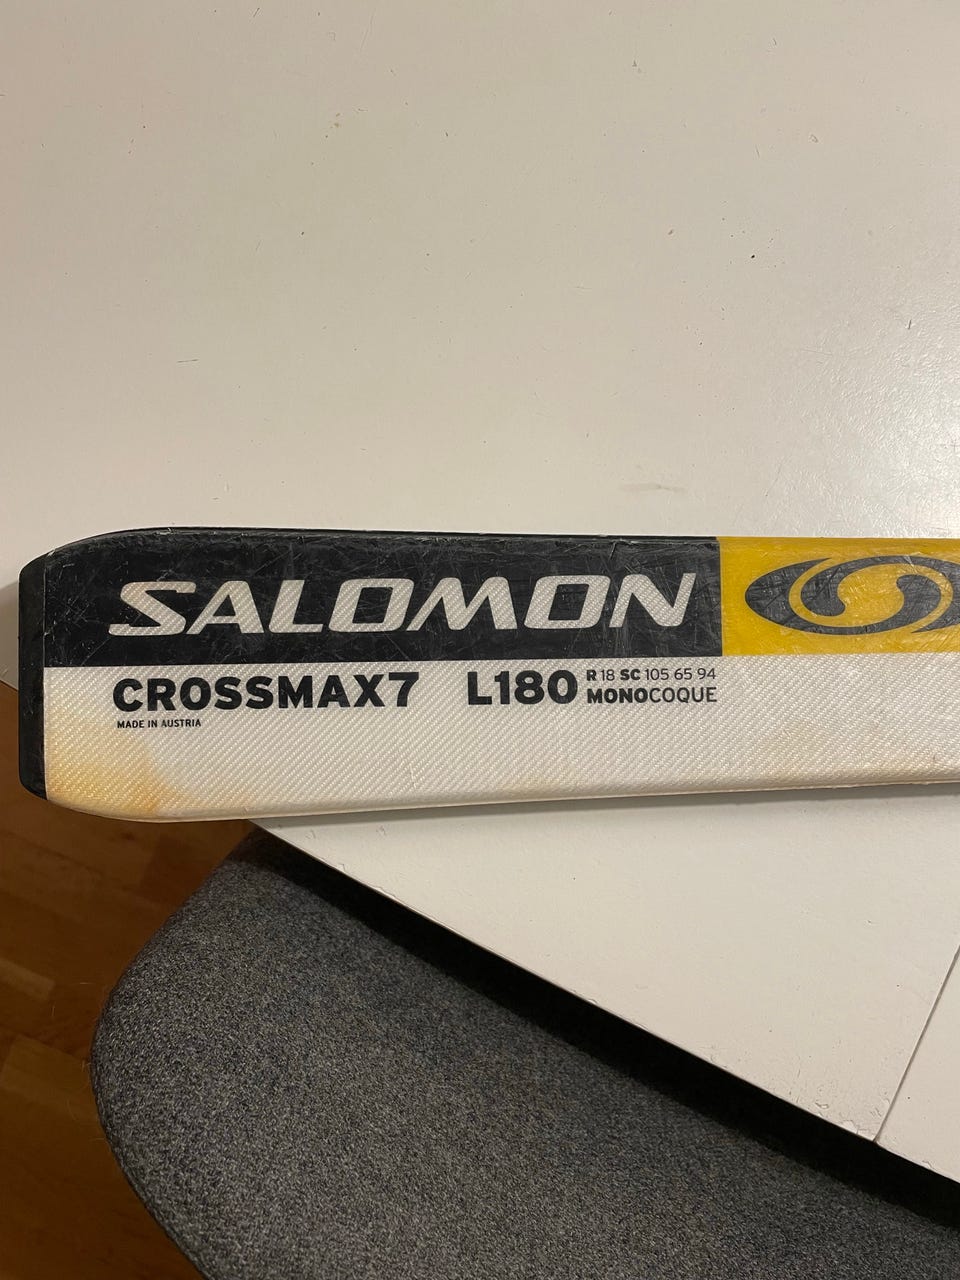 SALOMON
CROSSMAX7 L180 R 18 SC 105 65 94
MONOCOQUE
MADE IN AUSTRIA